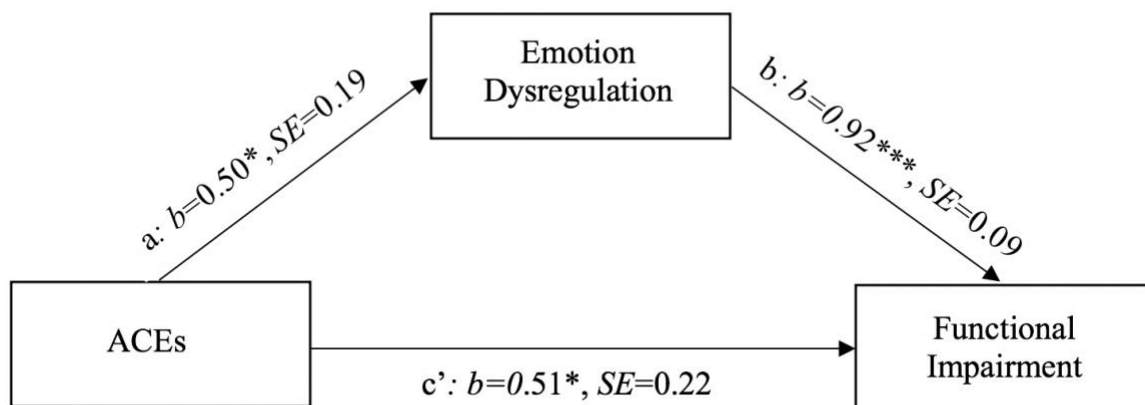 Emotion
Dysregulation
a: b=0.50* , SE=0.19
b: b=0.92***, SE=0.09
ACEs
Functional
Impairment
c’: b=0.51*, SE=0.22